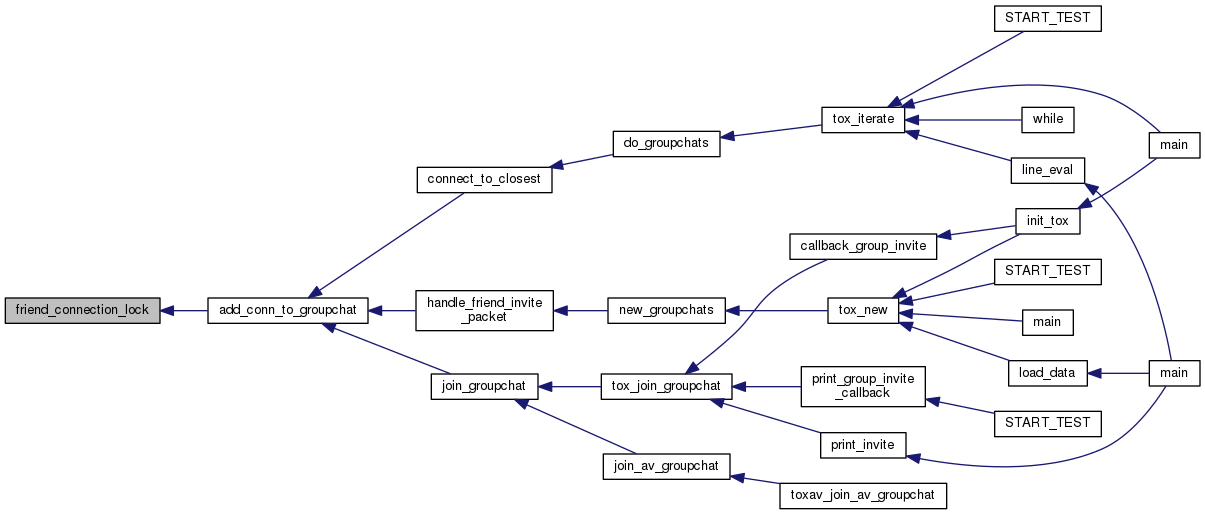 START_TEST
tox_iterate
while
do_groupchats
main
line_eval
connect_to_closest
init_tox
callback_group_invite
START_TEST
friend_connection_lock
add_conn_to_groupchat
handle_friend_invite
_packet
new_groupchats
tox_new
main
load_data
main
join_groupchat
tox_join_groupchat
print_group_invite
_callback
START_TEST
print_invite
join_av_groupchat
toxav_join_av_groupchat